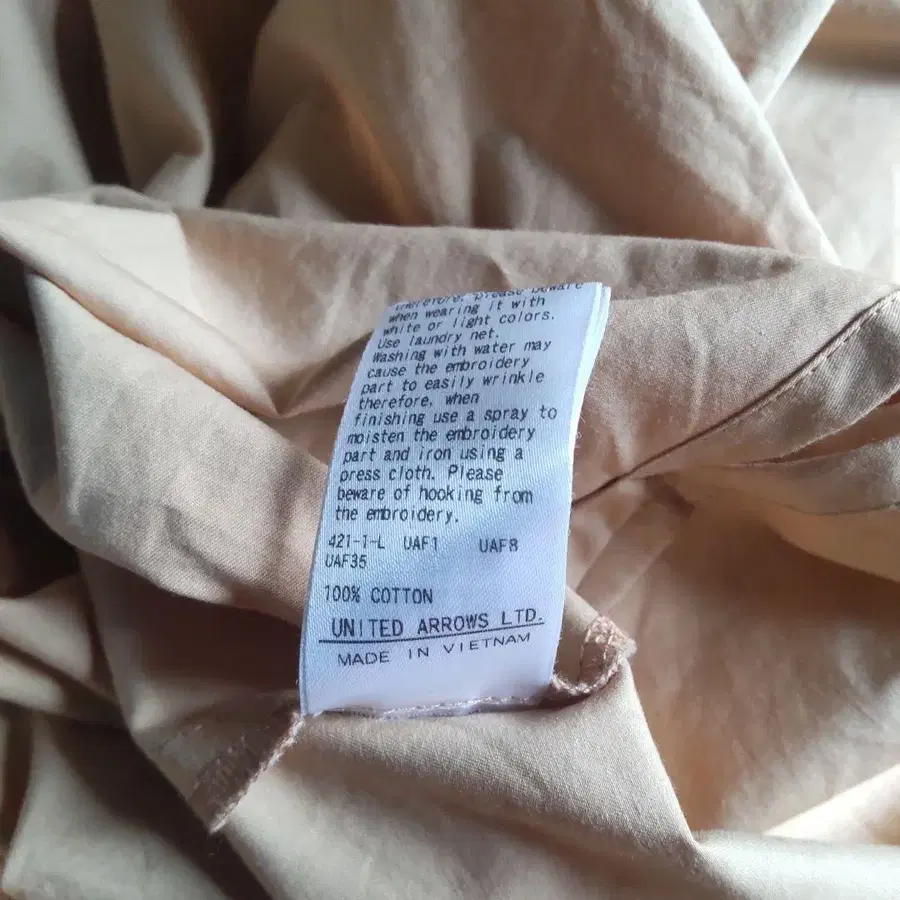 therefore, please beware
when wearing it with
white or light colors.
Use laundry net.
Washing with water may
cause the embroidery
part to easily wrinkle
therefore, when
finishing use a spray to
moisten the embroidery
part and iron using a
press cloth. Please
beware of hooking from
the embroidery.
421-1-L UAF1 UAF8
UAF35
100% COTTON
UNITED ARROWS LTD.
MADE IN VIETNAM